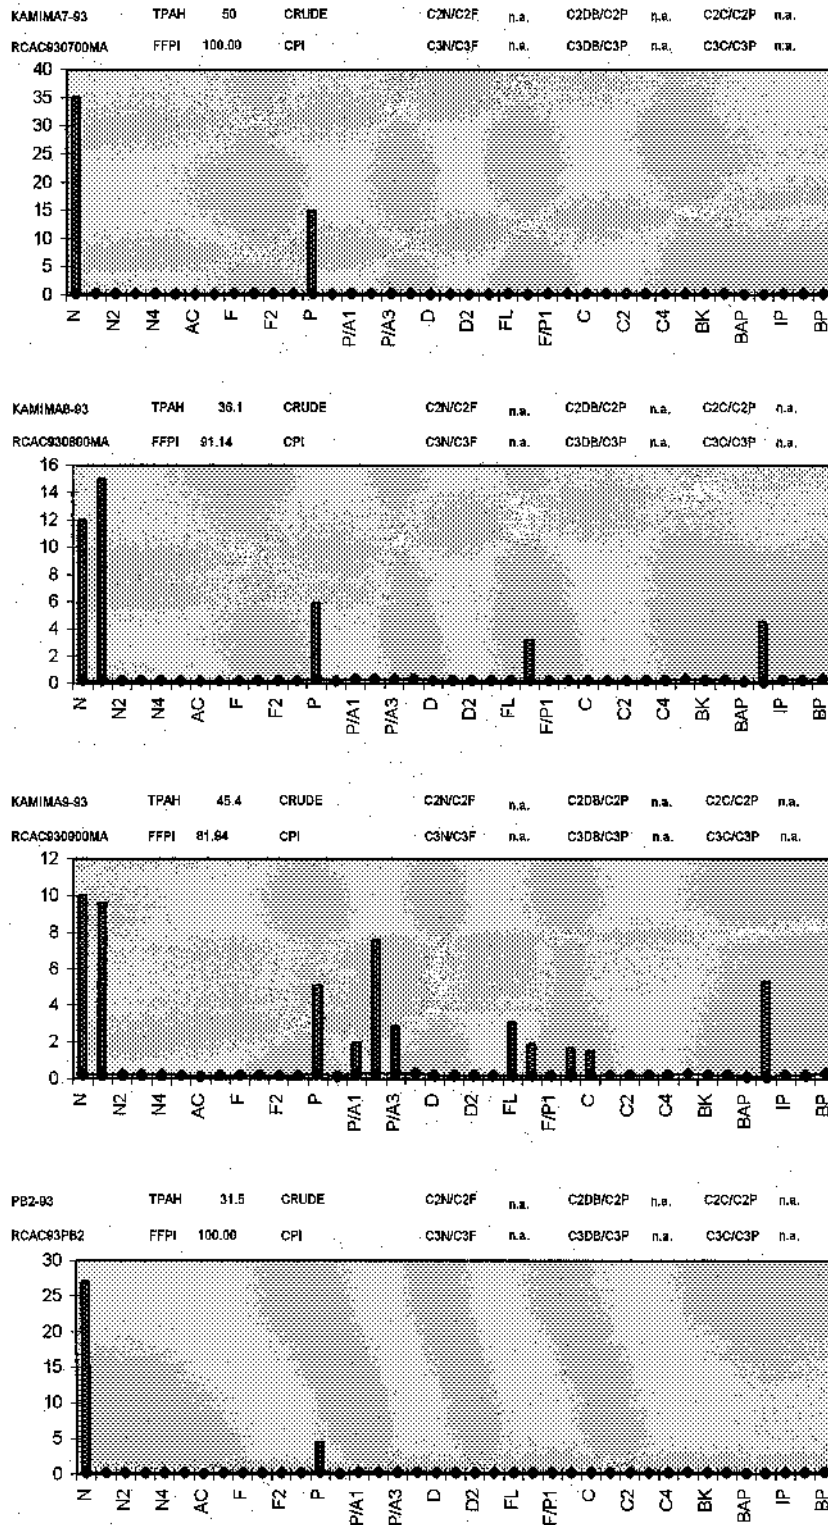 KAMIMA7-93 TPAH 50 CRUDE C2N/C2F n.a. C2DB/C2P n.a. C2C/C2P n.a.
RCAC930700MA FFPI 100.00 CPI C3N/C3F n.a. C3DB/C3P n.a. C3C/C3P n.a.
40
35
30
25
20
15
10
5
0
N N2 N4 AC F F2 P P/A1 P/A3 D D2 FL F/P1 C C2 C4 BK BAP IP BP
KAMIMA8-93 TPAH 36.1 CRUDE C2N/C2F n.a. C2DB/C2P n.a. C2C/C2P n.a.
RCAC930800MA FFPI 91.14 CPI C3N/C3F n.a. C3DB/C3P n.a. C3C/C3P n.a.
16
14
12
10
8
6
4
2
0
N N2 N4 AC F F2 P P/A1 P/A3 D D2 FL F/P1 C C2 C4 BK BAP IP BP
KAMIMA9-93 TPAH 45.4 CRUDE C2N/C2F n.a. C2DB/C2P n.a. C2C/C2P n.a.
RCAC930900MA FFPI 81.94 CPI C3N/C3F n.a. C3DB/C3P n.a. C3C/C3P n.a.
12
10
8
6
4
2
0
N N2 N4 AC F F2 P P/A1 P/A3 D D2 FL F/P1 C C2 C4 BK BAP IP BP
PB2-93 TPAH 31.5 CRUDE C2N/C2F n.a. C2DB/C2P n.a. C2C/C2P n.a.
RCAC93PB2 FFPI 100.00 CPI C3N/C3F n.a. C3DB/C3P n.a. C3C/C3P n.a.
30
25
20
15
10
5
0
N N2 N4 AC F F2 P P/A1 P/A3 D D2 FL F/P1 C C2 C4 BK BAP IP BP